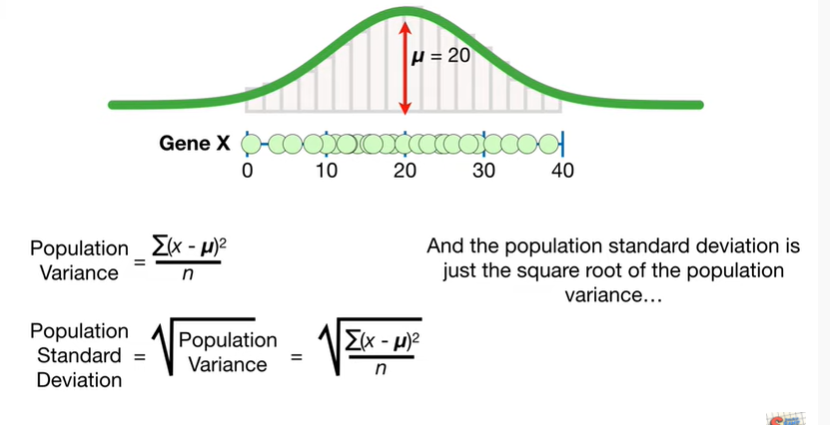 μ = 20
Gene X
0 10 20 30 40
Population Variance = Σ(x - μ)² / n
And the population standard deviation is
just the square root of the population
variance…
Population Standard Deviation = √Population Variance = √Σ(x - μ)² / n